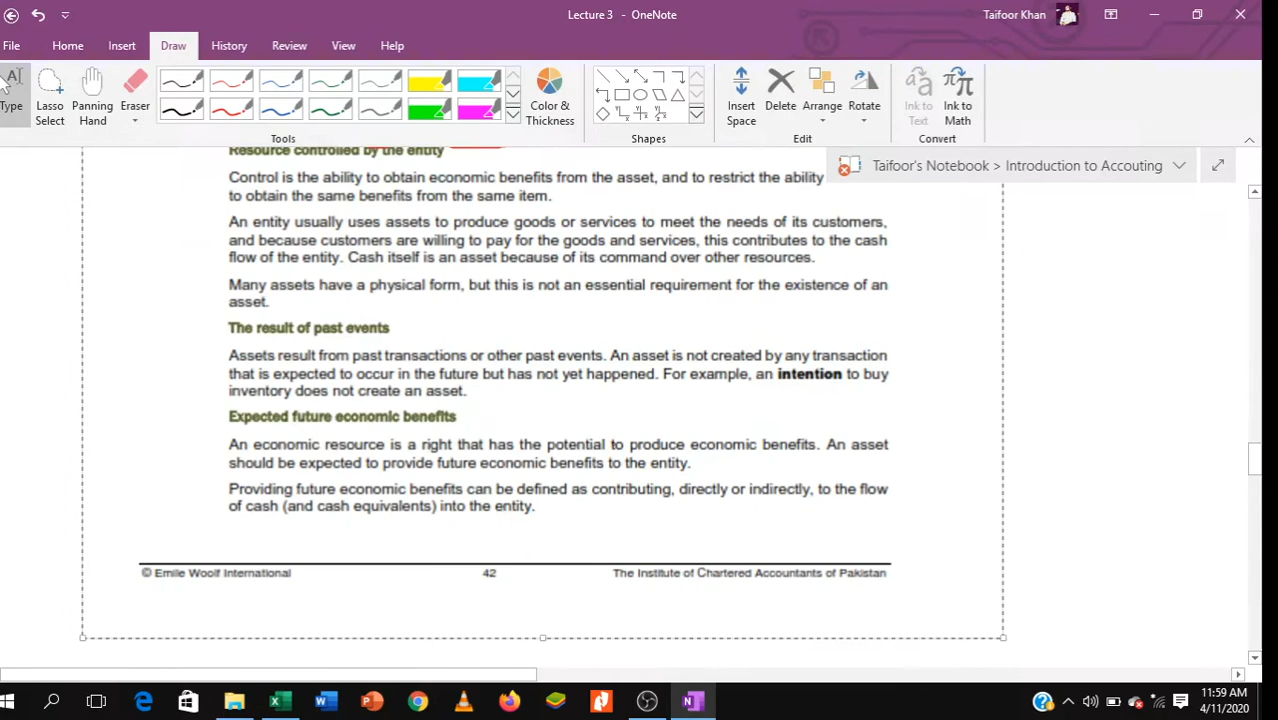 Lecture 3 - OneNote
Taifoor Khan
File Home Insert Draw History Review View Help
Type
Lasso Select
Panning Hand
Eraser
Color & Thickness
Insert Space
Delete
Arrange
Rotate
Ink to Text
Ink to Math
Tools
Shapes
Edit
Convert
Taifoor's Notebook > Introduction to Accouting
Resource controlled by the entity
Control is the ability to obtain economic benefits from the asset, and to restrict the ability
to obtain the same benefits from the same item.
An entity usually uses assets to produce goods or services to meet the needs of its customers,
and because customers are willing to pay for the goods and services, this contributes to the cash
flow of the entity. Cash itself is an asset because of its command over other resources.
Many assets have a physical form, but this is not an essential requirement for the existence of an
asset.
The result of past events
Assets result from past transactions or other past events. An asset is not created by any transaction
that is expected to occur in the future but has not yet happened. For example, an intention to buy
inventory does not create an asset.
Expected future economic benefits
An economic resource is a right that has the potential to produce economic benefits. An asset
should be expected to provide future economic benefits to the entity.
Providing future economic benefits can be defined as contributing, directly or indirectly, to the flow
of cash (and cash equivalents) into the entity.
© Emile Woolf International 42 The Institute of Chartered Accountants of Pakistan
11:59 AM
4/11/2020